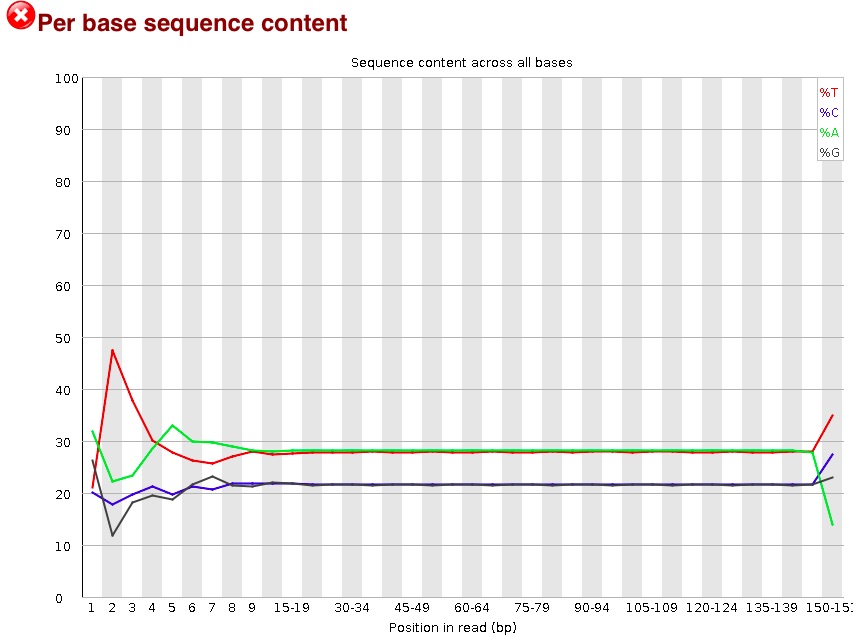 Per base sequence content
Sequence content across all bases
%T
%C
%A
%G
100
90
80
70
60
50
40
30
20
10
0
1 2 3 4 5 6 7 8 9 15-19 30-34 45-49 60-64 75-79 90-94 105-109 120-124 135-139 150-151
Position in read (bp)